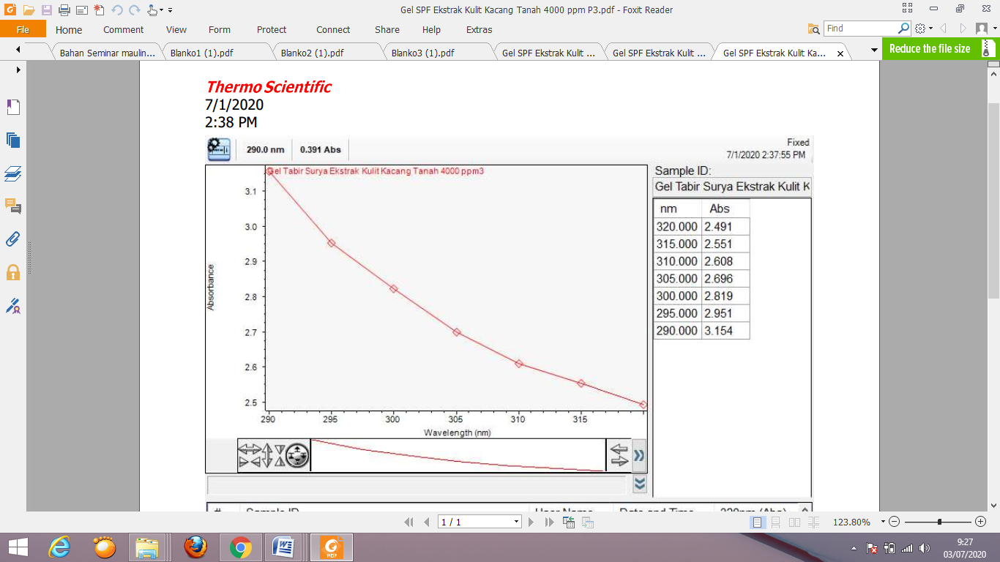 Gel SPF Ekstrak Kulit Kacang Tanah 4000 ppm P3.pdf - Foxit Reader
File Home Comment View Form Protect Connect Share Help Extras
Find
Bahan Seminar maulin... Blanko1 (1).pdf Blanko2 (1).pdf Blanko3 (1).pdf Gel SPF Ekstrak Kulit ... Gel SPF Ekstrak Kulit ... Gel SPF Ekstrak Kulit Ka...
Reduce the file size
Thermo Scientific
7/1/2020
2:38 PM
290.0 nm 0.391 Abs
Fixed
7/1/2020 2:37:55 PM
Gel Tabir Surya Ekstrak Kulit Kacang Tanah 4000 ppm3
3.1
3.0
2.9
2.8
2.7
2.6
2.5
Absorbance
290 295 300 305 310 315
Wavelength (nm)
Sample ID:
Gel Tabir Surya Ekstrak Kulit K
nm Abs
320.000 2.491
315.000 2.551
310.000 2.608
305.000 2.696
300.000 2.819
295.000 2.951
290.000 3.154
# Sample ID User Name Date and Time 320nm (Abs)
1 / 1
123.80%
PDF
9:27
03/07/2020